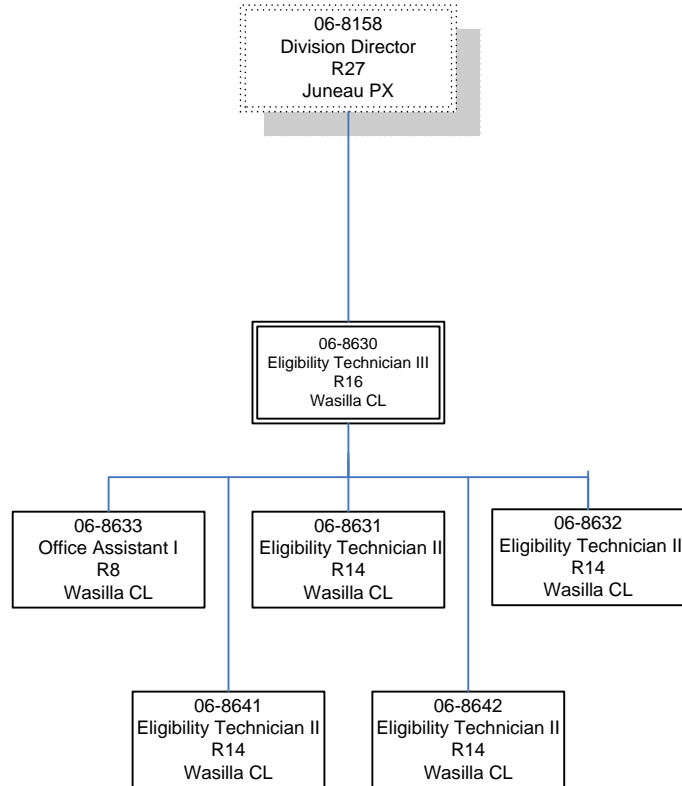 06-8158
Division Director
R27
Juneau PX
06-8630
Eligibility Technician III
R16
Wasilla CL
06-8633
Office Assistant I
R8
Wasilla CL
06-8631
Eligibility Technician II
R14
Wasilla CL
06-8632
Eligibility Technician II
R14
Wasilla CL
06-8641
Eligibility Technician II
R14
Wasilla CL
06-8642
Eligibility Technician II
R14
Wasilla CL